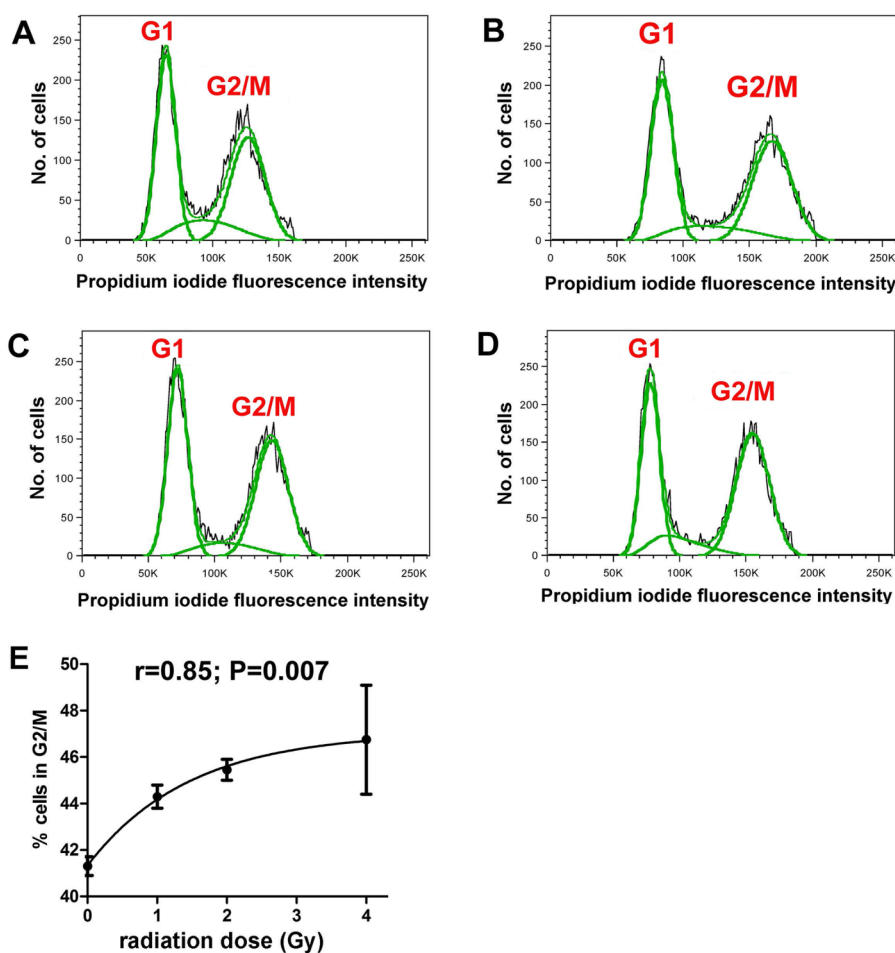 A
G1
G2/M
No. of cells
250
200
150
100
50
0
0 50K 100K 150K 200K 250K
Propidium iodide fluorescence intensity
B
G1
G2/M
No. of cells
250
200
150
100
50
0
0 50K 100K 150K 200K 250K
Propidium iodide fluorescence intensity
C
G1
G2/M
No. of cells
250
200
150
100
50
0
0 50K 100K 150K 200K 250K
Propidium iodide fluorescence intensity
D
G1
G2/M
No. of cells
250
200
150
100
50
0
0 50K 100K 150K 200K 250K
Propidium iodide fluorescence intensity
E
r=0.85; P=0.007
% cells in G2/M
50
48
46
44
42
40
0 1 2 3 4
radiation dose (Gy)